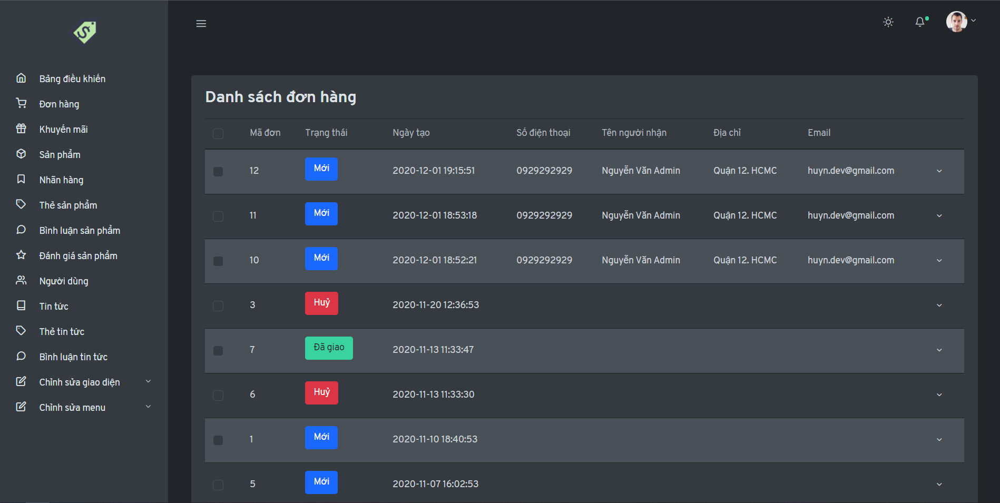 Bảng điều khiển
Đơn hàng
Khuyến mãi
Sản phẩm
Nhãn hàng
Thẻ sản phẩm
Bình luận sản phẩm
Đánh giá sản phẩm
Người dùng
Tin tức
Thẻ tin tức
Bình luận tin tức
Chỉnh sửa giao diện
Chỉnh sửa menu
Danh sách đơn hàng
Mã đơn Trạng thái Ngày tạo Số điện thoại Tên người nhận Địa chỉ Email
12 Mới 2020-12-01 19:15:51 0929292929 Nguyễn Văn Admin Quận 12. HCMC huyn.dev@gmail.com
11 Mới 2020-12-01 18:53:18 0929292929 Nguyễn Văn Admin Quận 12. HCMC huyn.dev@gmail.com
10 Mới 2020-12-01 18:52:21 0929292929 Nguyễn Văn Admin Quận 12. HCMC huyn.dev@gmail.com
3 Huỷ 2020-11-20 12:36:53
7 Đã giao 2020-11-13 11:33:47
6 Huỷ 2020-11-13 11:33:30
1 Mới 2020-11-10 18:40:53
5 Mới 2020-11-07 16:02:53